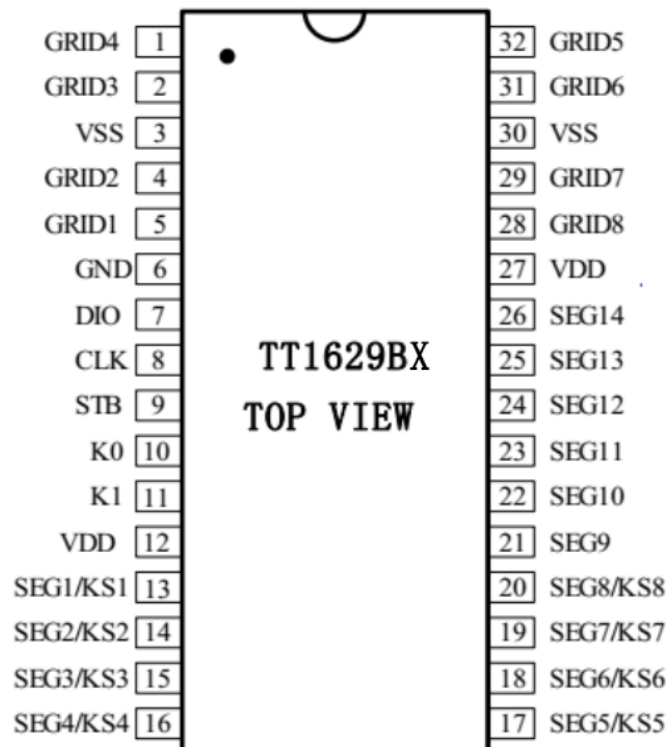 GRID4 1 32 GRID5
GRID3 2 31 GRID6
VSS 3 30 VSS
GRID2 4 29 GRID7
GRID1 5 28 GRID8
GND 6 27 VDD
DIO 7 26 SEG14
CLK 8 TT1629BX 25 SEG13
STB 9 TOP VIEW 24 SEG12
K0 10 23 SEG11
K1 11 22 SEG10
VDD 12 21 SEG9
SEG1/KS1 13 20 SEG8/KS8
SEG2/KS2 14 19 SEG7/KS7
SEG3/KS3 15 18 SEG6/KS6
SEG4/KS4 16 17 SEG5/KS5